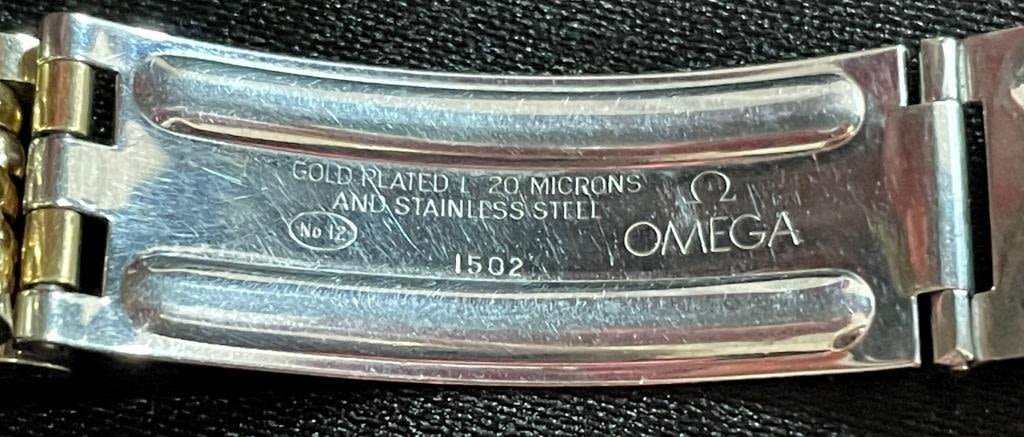 GOLD PLATED L 20 MICRONS
AND STAINLESS STEEL
No 12
Ω
OMEGA
1502